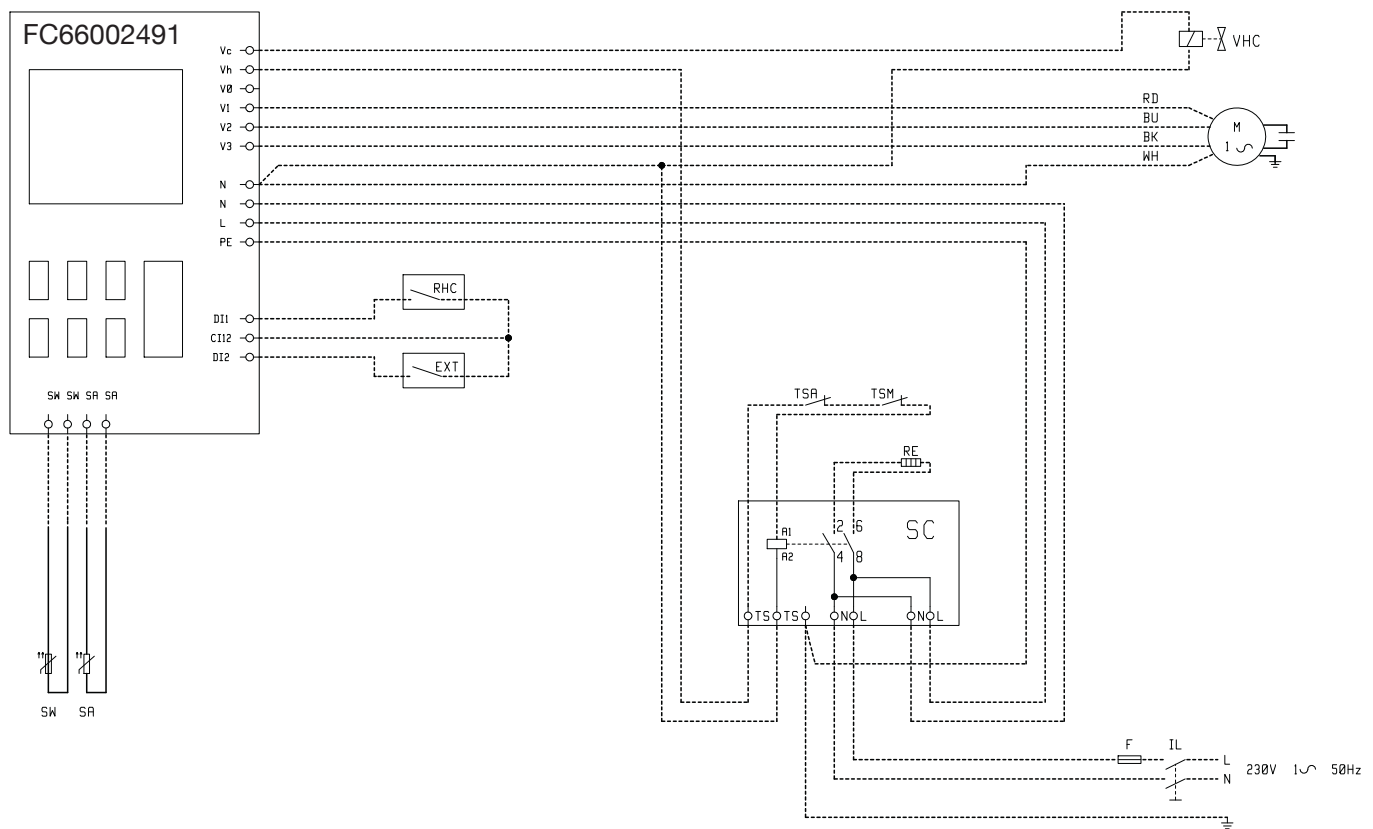 FC66002491
Vc
Vh
VØ
V1
V2
V3
N
N
L
PE
DI1
CI12
DI2
SW SW SA SA
SW SA
RHC
EXT
VHC
RD
BU
BK
WH
M
1
TSA TSM
RE
SC
2 6
A1
A2
4 8
TS TS N L N L
F IL
L
N
230V 1 50Hz